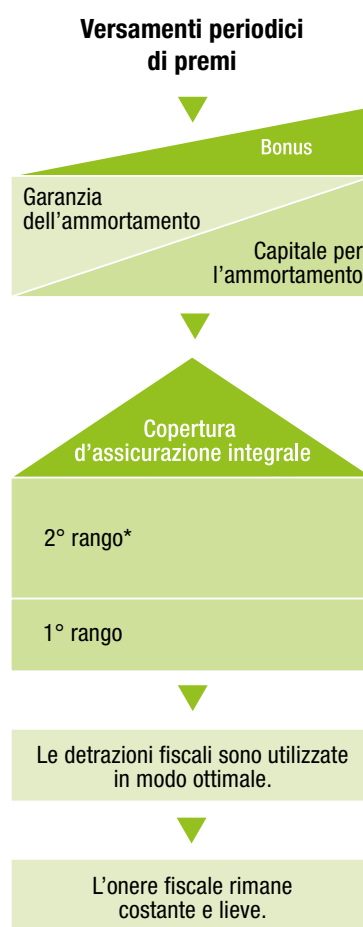 Versamenti periodici
di premi
Bonus
Garanzia
dell'ammortamento
Capitale per
l'ammortamento
Copertura
d'assicurazione integrale
2° rango*
1° rango
Le detrazioni fiscali sono utilizzate
in modo ottimale.
L'onere fiscale rimane
costante e lieve.